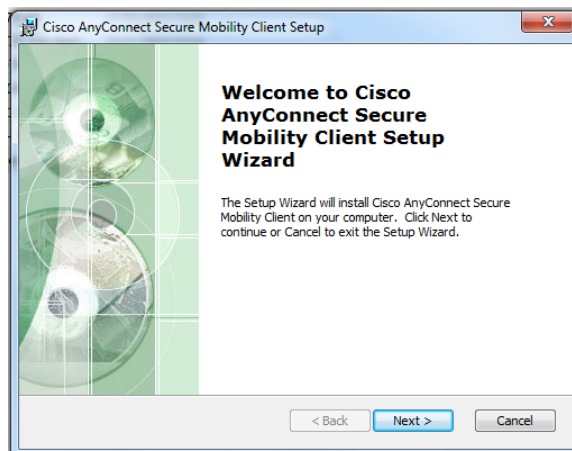 Cisco AnyConnect Secure Mobility Client Setup
Welcome to Cisco
AnyConnect Secure
Mobility Client Setup
Wizard
The Setup Wizard will install Cisco AnyConnect Secure
Mobility Client on your computer. Click Next to
continue or Cancel to exit the Setup Wizard.
< Back Next > Cancel